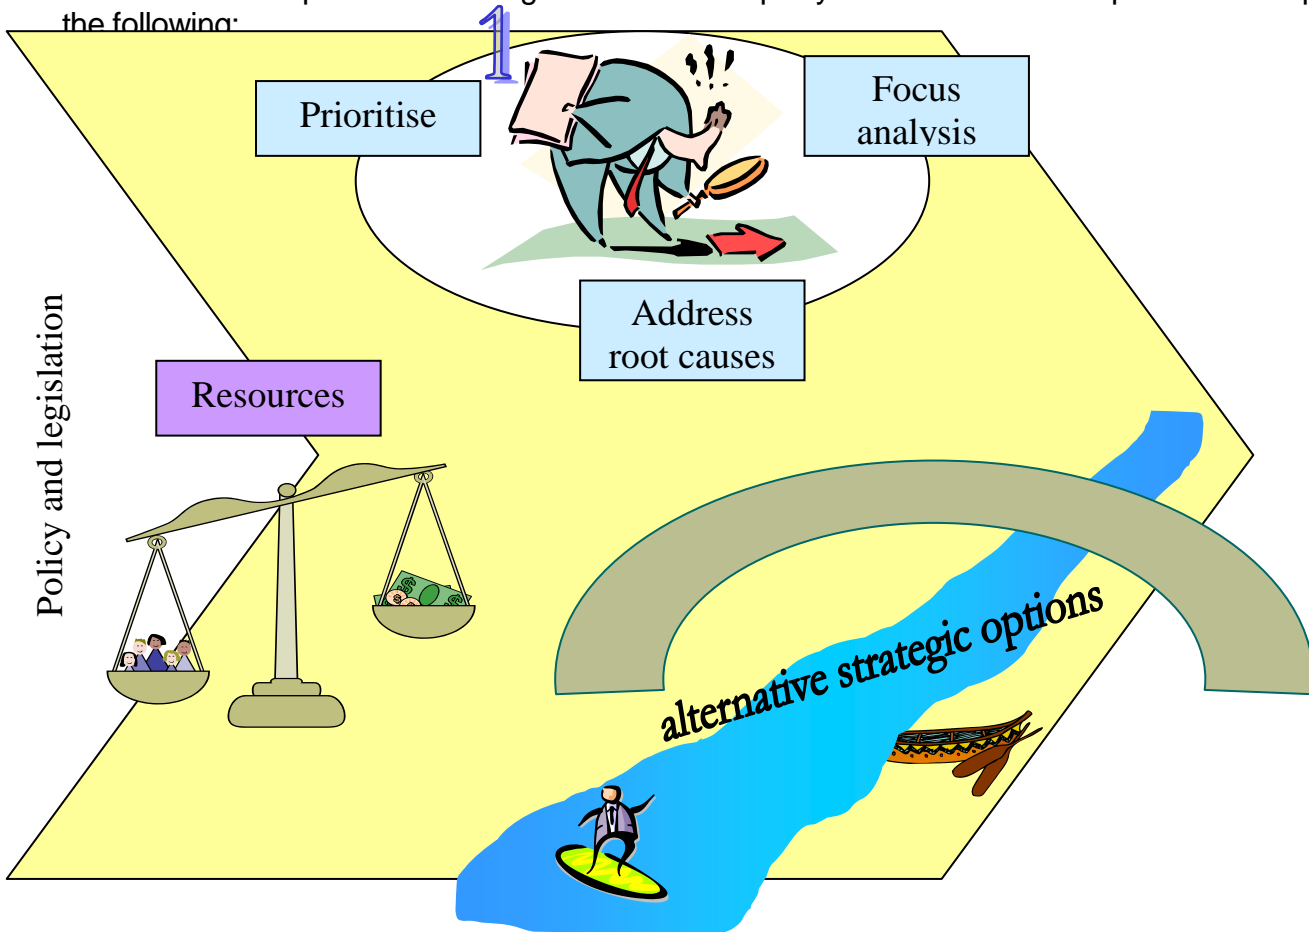 the following:
1
Prioritise
Focus
analysis
Address
root causes
Policy and legislation
Resources
alternative strategic options